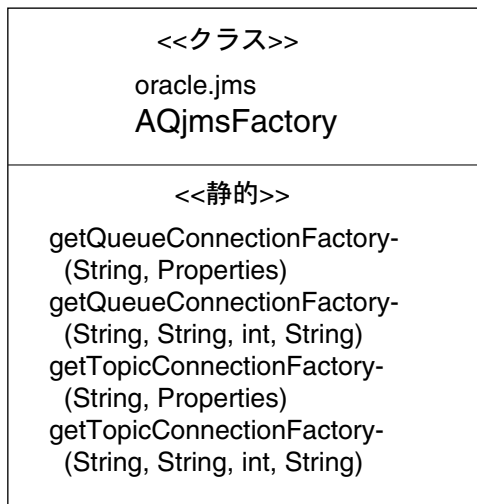 <<クラス>>
oracle.jms
AQjmsFactory
<<静的>>
getQueueConnectionFactory-
(String, Properties)
getQueueConnectionFactory-
(String, String, int, String)
getTopicConnectionFactory-
(String, Properties)
getTopicConnectionFactory-
(String, String, int, String)